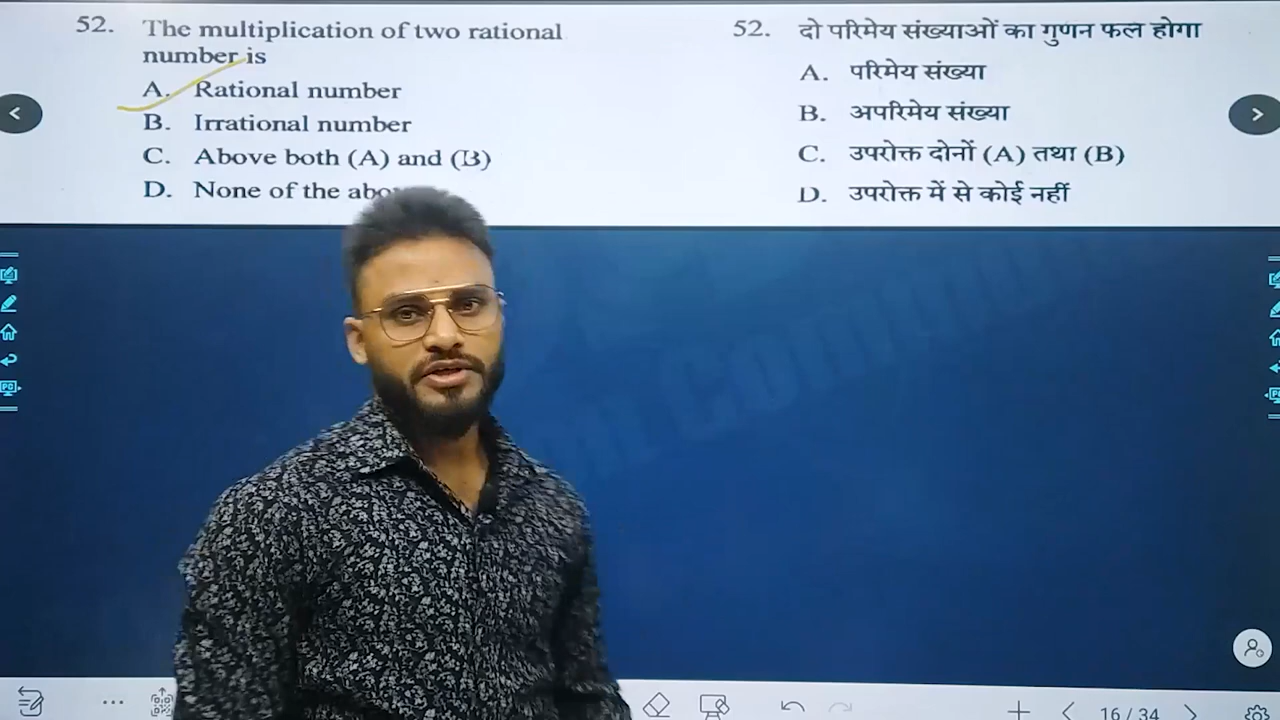 52. The multiplication of two rational
number is
A. Rational number
B. Irrational number
C. Above both (A) and (B)
D. None of the
52. दो परिमेय संख्याओं का गुणन फल होगा
A. परिमेय संख्या
B. अपरिमेय संख्या
C. उपरोक्त दोनों (A) तथा (B)
D. उपरोक्त में से कोई नहीं
16 / 34